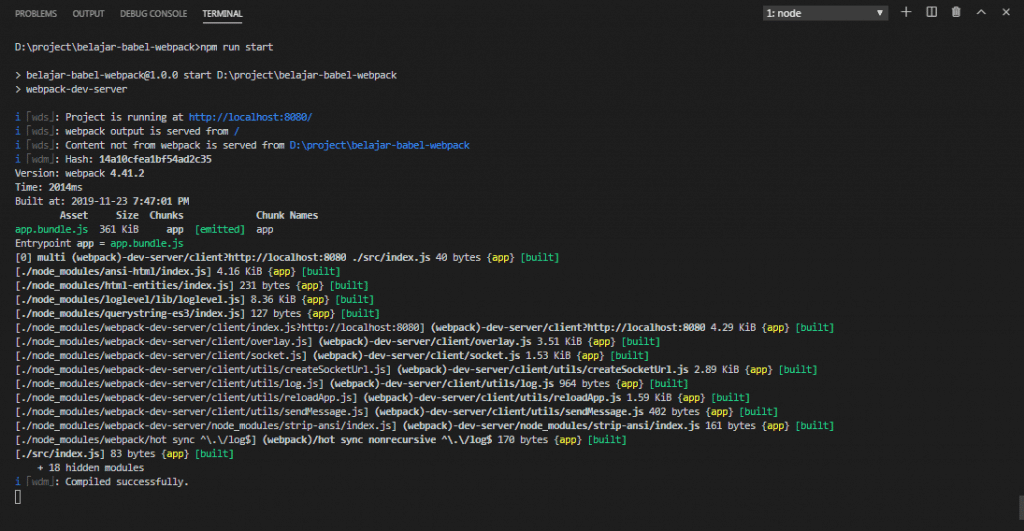 PROBLEMS OUTPUT DEBUG CONSOLE TERMINAL 1: node
D:\project\belajar-babel-webpack>npm run start
> belajar-babel-webpack@1.0.0 start D:\project\belajar-babel-webpack
> webpack-dev-server
i ｢wds｣: Project is running at http://localhost:8080/
i ｢wds｣: webpack output is served from /
i ｢wds｣: Content not from webpack is served from D:\project\belajar-babel-webpack
i ｢wdm｣: Hash: 14a10cfea1bf54ad2c35
Version: webpack 4.41.2
Time: 2014ms
Built at: 2019-11-23 7:47:01 PM
Asset Size Chunks Chunk Names
app.bundle.js 361 KiB app [emitted] app
Entrypoint app = app.bundle.js
[0] multi (webpack)-dev-server/client?http://localhost:8080 ./src/index.js 40 bytes {app} [built]
[./node_modules/ansi-html/index.js] 4.16 KiB {app} [built]
[./node_modules/html-entities/index.js] 231 bytes {app} [built]
[./node_modules/loglevel/lib/loglevel.js] 8.36 KiB {app} [built]
[./node_modules/querystring-es3/index.js] 127 bytes {app} [built]
[./node_modules/webpack-dev-server/client/index.js?http://localhost:8080] (webpack)-dev-server/client?http://localhost:8080 4.29 KiB {app} [built]
[./node_modules/webpack-dev-server/client/overlay.js] (webpack)-dev-server/client/overlay.js 3.51 KiB {app} [built]
[./node_modules/webpack-dev-server/client/socket.js] (webpack)-dev-server/client/socket.js 1.53 KiB {app} [built]
[./node_modules/webpack-dev-server/client/utils/createSocketUrl.js] (webpack)-dev-server/client/utils/createSocketUrl.js 2.89 KiB {app} [built]
[./node_modules/webpack-dev-server/client/utils/log.js] (webpack)-dev-server/client/utils/log.js 964 bytes {app} [built]
[./node_modules/webpack-dev-server/client/utils/reloadApp.js] (webpack)-dev-server/client/utils/reloadApp.js 1.59 KiB {app} [built]
[./node_modules/webpack-dev-server/client/utils/sendMessage.js] (webpack)-dev-server/client/utils/sendMessage.js 402 bytes {app} [built]
[./node_modules/webpack-dev-server/node_modules/strip-ansi/index.js] (webpack)-dev-server/node_modules/strip-ansi/index.js 161 bytes {app} [built]
[./node_modules/webpack/hot sync ^\.\/log$] (webpack)/hot sync nonrecursive ^\.\/log$ 170 bytes {app} [built]
[./src/index.js] 83 bytes {app} [built]
+ 18 hidden modules
i ｢wdm｣: Compiled successfully.